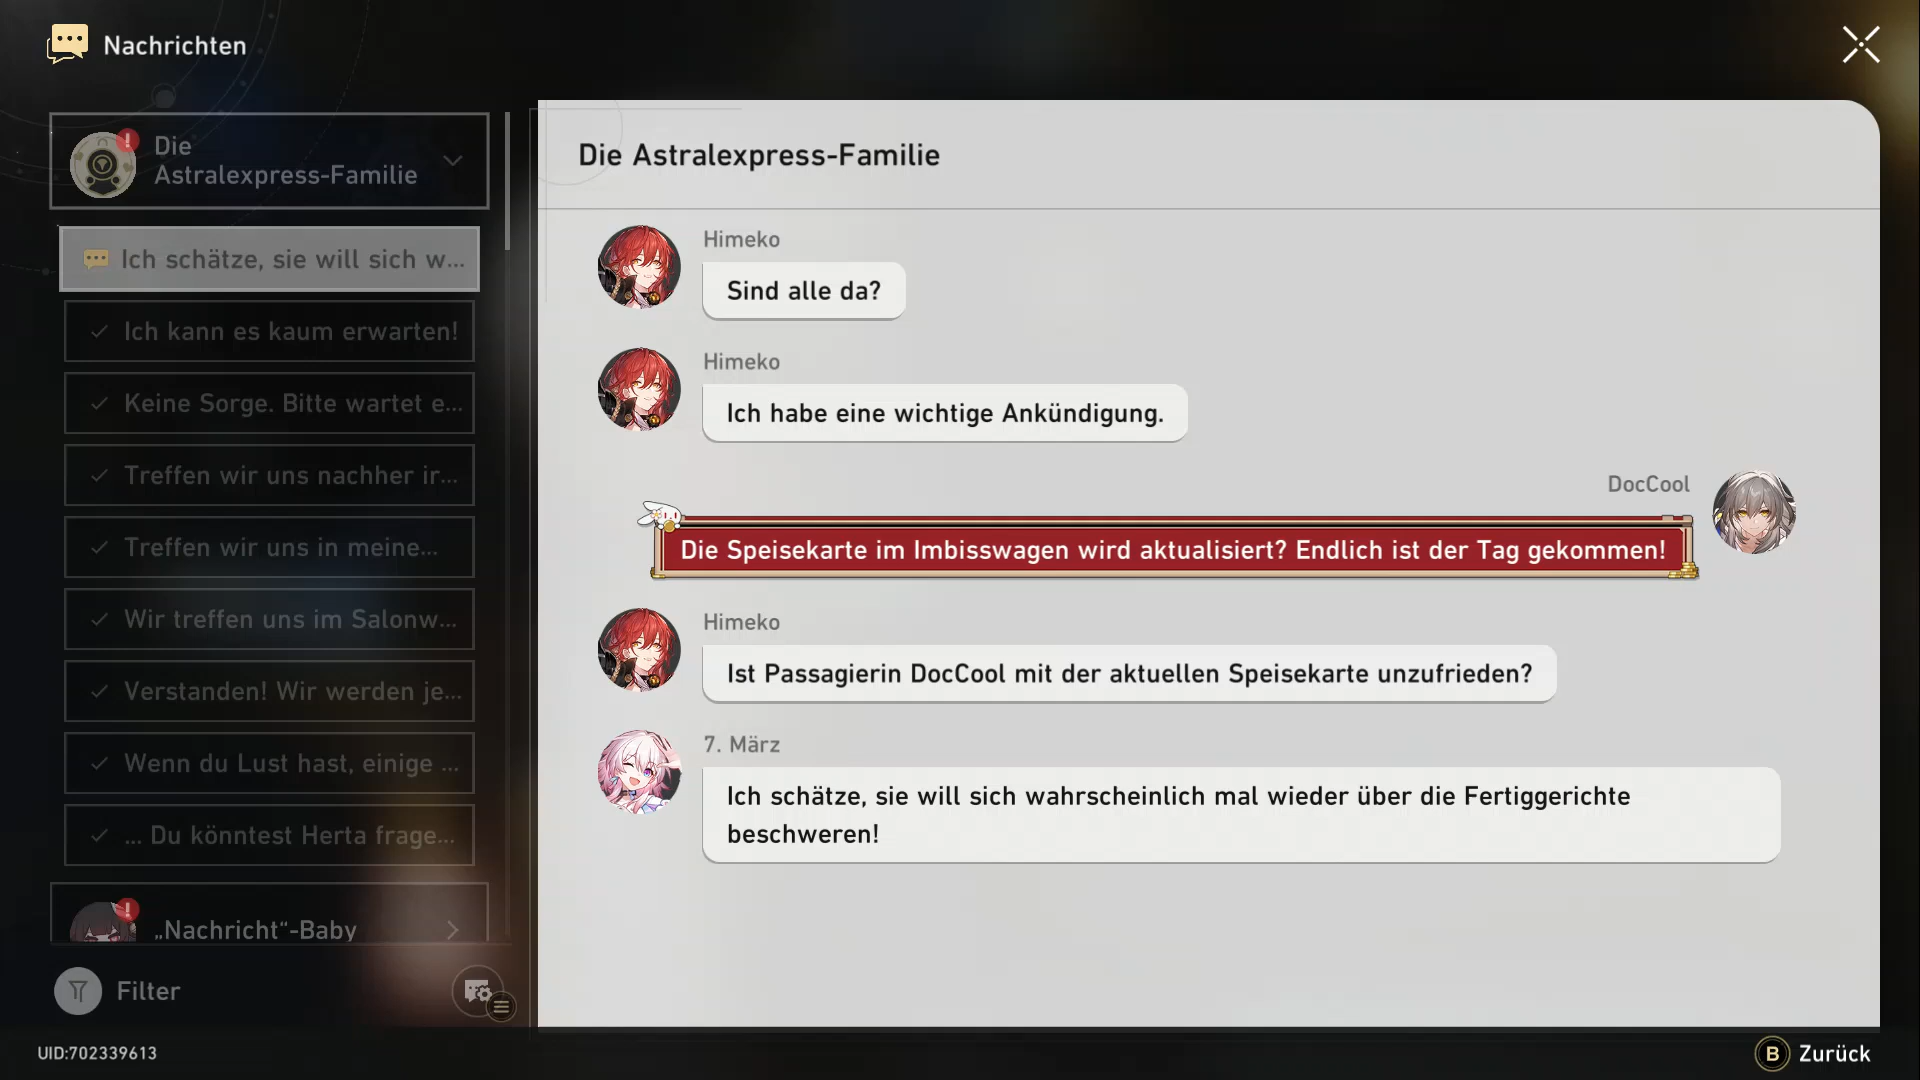 Nachrichten
Die
Astralexpress-Familie
Ich schätze, sie will sich w...
Ich kann es kaum erwarten!
Keine Sorge. Bitte wartet e...
Treffen wir uns nachher ir...
Treffen wir uns in meine...
Wir treffen uns im Salonw...
Verstanden! Wir werden je...
Wenn du Lust hast, einige ...
... Du könntest Herta frage...
„Nachricht“-Baby
Filter
UID:702339613
Die Astralexpress-Familie
Himeko
Sind alle da?
Himeko
Ich habe eine wichtige Ankündigung.
DocCool
Die Speisekarte im Imbisswagen wird aktualisiert? Endlich ist der Tag gekommen!
Himeko
Ist Passagierin DocCool mit der aktuellen Speisekarte unzufrieden?
7. März
Ich schätze, sie will sich wahrscheinlich mal wieder über die Fertiggerichte
beschweren!
B Zurück